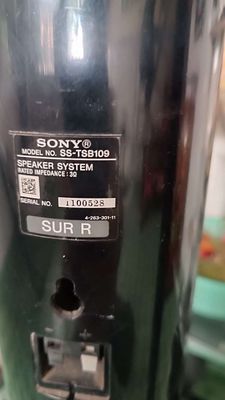 SONY®
MODEL NO. SS-TSB109
SPEAKER SYSTEM
RATED IMPEDANCE : 3Ω
SERIAL NO. 1100528
4-263-301-11
SUR R